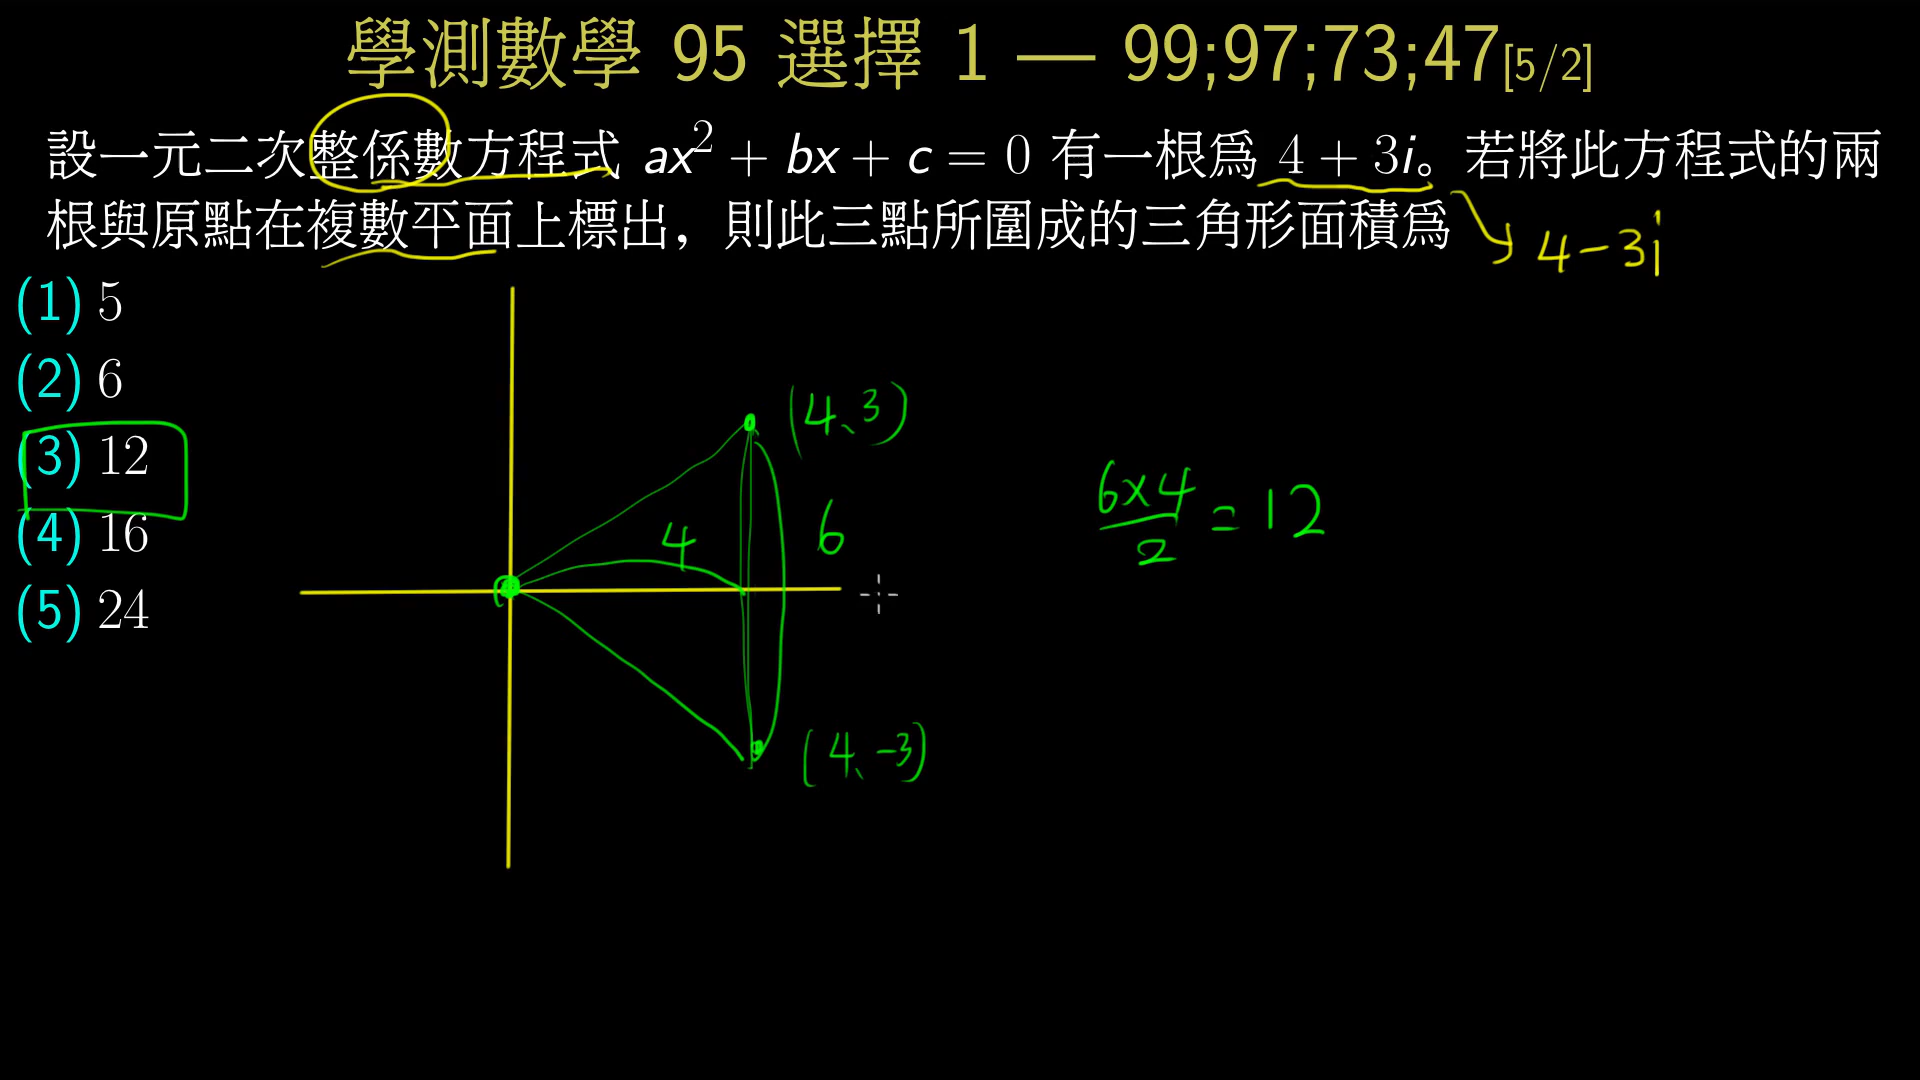 學測數學 95 選擇 1 — 99;97;73;47[5/2]
設一元二次整係數方程式 ax² + bx + c = 0 有一根爲 4 + 3i。若將此方程式的兩
根與原點在複數平面上標出，則此三點所圍成的三角形面積爲
4-3i
(1) 5
(2) 6
(3) 12
(4) 16
(5) 24
(4、3)
4
6
(4、-3)
6×4/2 = 12